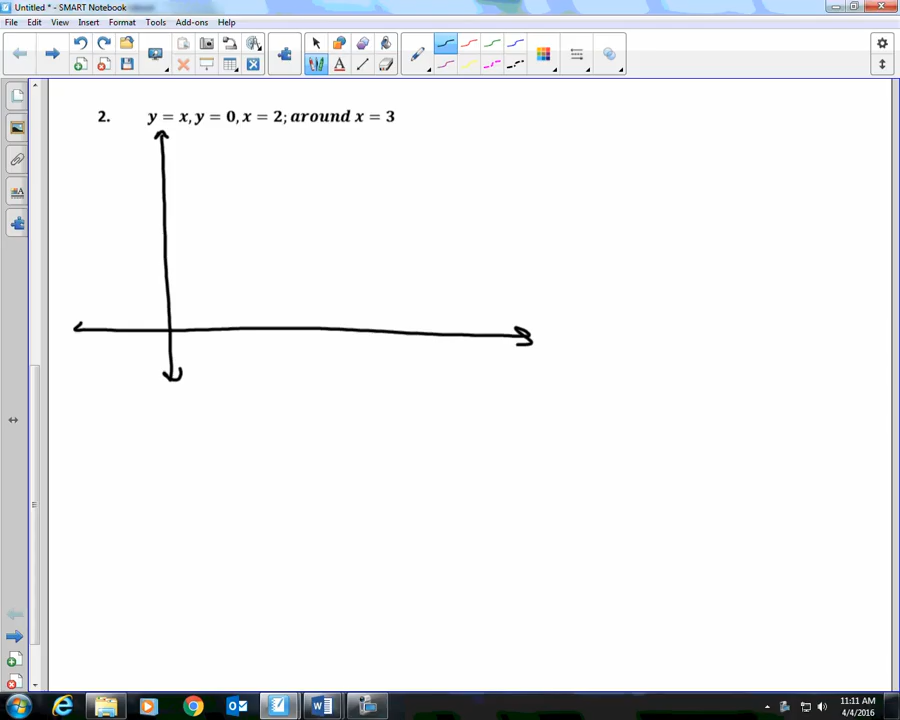 Untitled * - SMART Notebook
File Edit View Insert Format Tools Add-ons Help
2. y = x, y = 0, x = 2; around x = 3
11:11 AM
4/4/2016